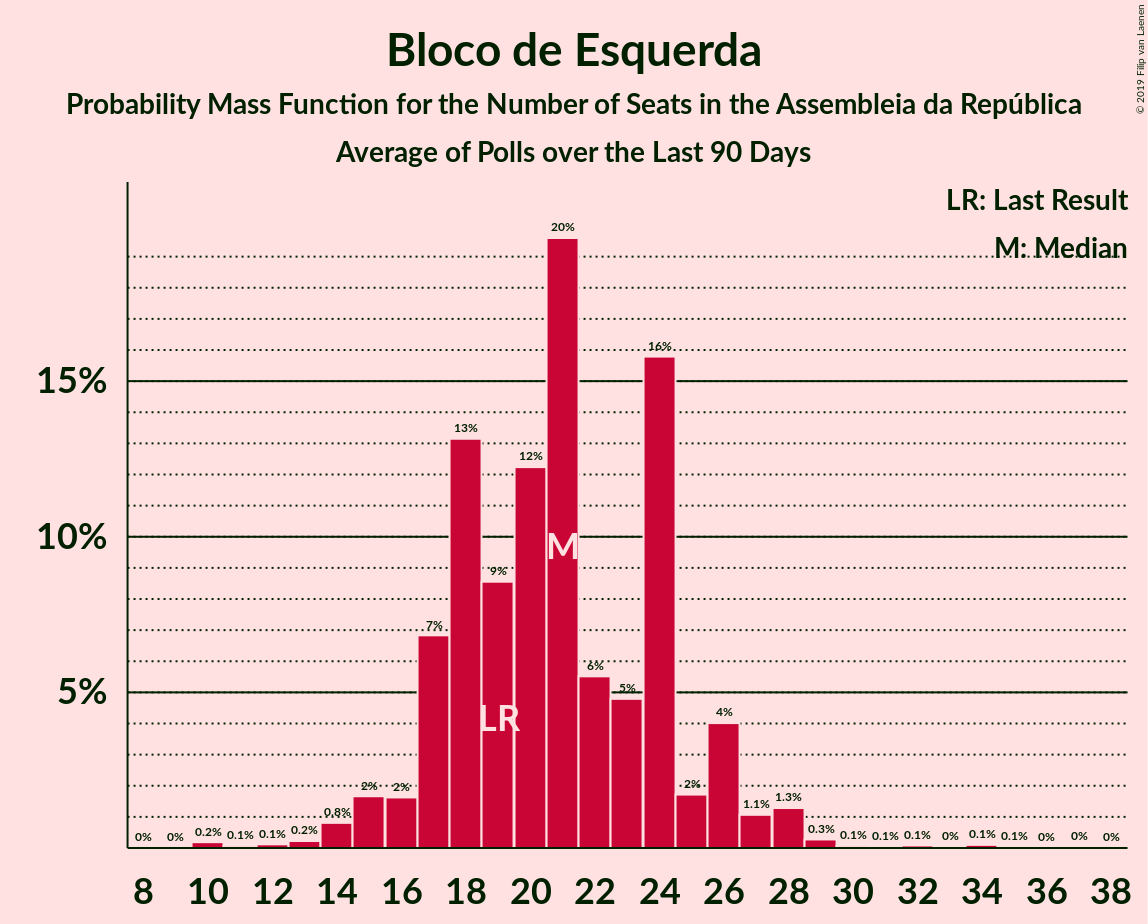 Bloco de Esquerda
Probability Mass Function for the Number of Seats in the Assembleia da República
Average of Polls over the Last 90 Days
© 2019 Filip van Laenen
LR: Last Result
M: Median
15%
10%
5%
0% 0% 0.2% 0.1% 0.1% 0.2% 0.8% 2% 2% 7% 13% 9% 12% 20% 6% 5% 16% 2% 4% 1.1% 1.3% 0.3% 0.1% 0.1% 0.1% 0% 0.1% 0.1% 0% 0% 0%
LR
M
8 10 12 14 16 18 20 22 24 26 28 30 32 34 36 38